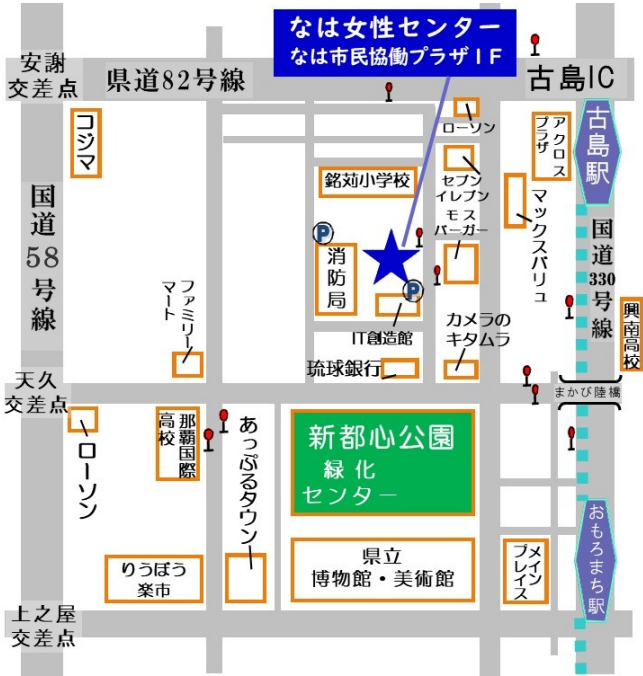 なは女性センター
なは市民協働プラザ1F
安謝
交差点
県道82号線
古島IC
コジマ
ローソン
アクロス
プラザ
古島駅
銘苅小学校
セブン
イレブン
モス
バーガー
マックスバリュ
国道58号線
国道330号線
P
消防局
P
ファミリー
マート
IT創造館
カメラの
キタムラ
興南高校
琉球銀行
天久
交差点
まかび陸橋
ローソン
那覇国際
高校
あっぷるタウン
新都心公園
緑化
センター
おもろまち駅
りうぼう
楽市
県立
博物館・美術館
メイン
プレイス
上之屋
交差点